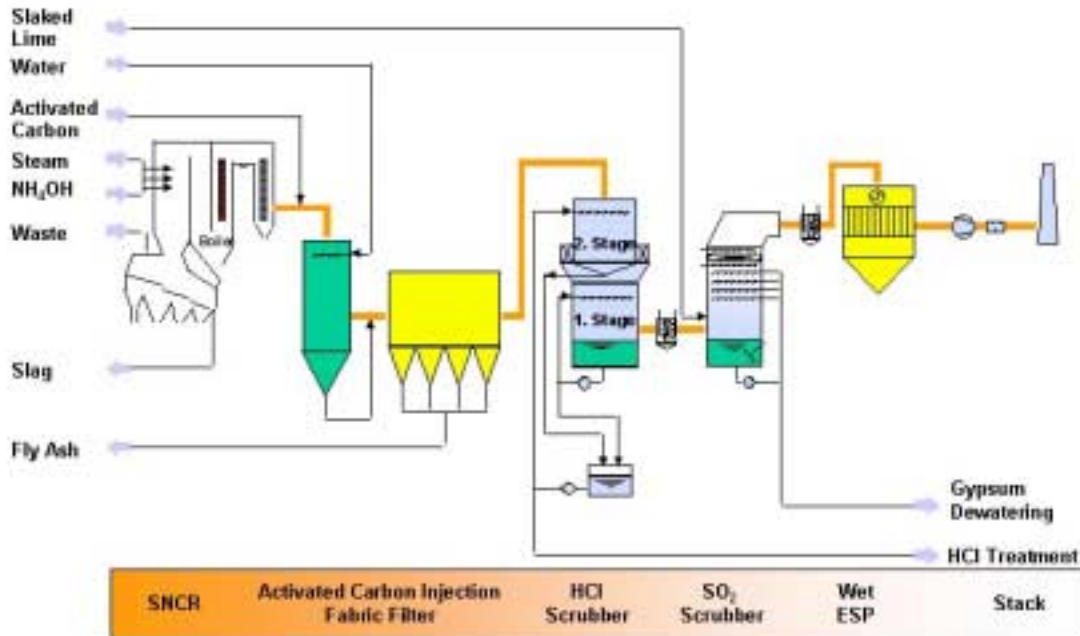 Slaked
Lime
Water
Activated
Carbon
Steam
NH₄OH
Waste
Boiler
2. Stage
1. Stage
Slag
Fly Ash
Gypsum
Dewatering
HCl Treatment
SNCR
Activated Carbon Injection
Fabric Filter
HCl
Scrubber
SO₂
Scrubber
Wet
ESP
Stack